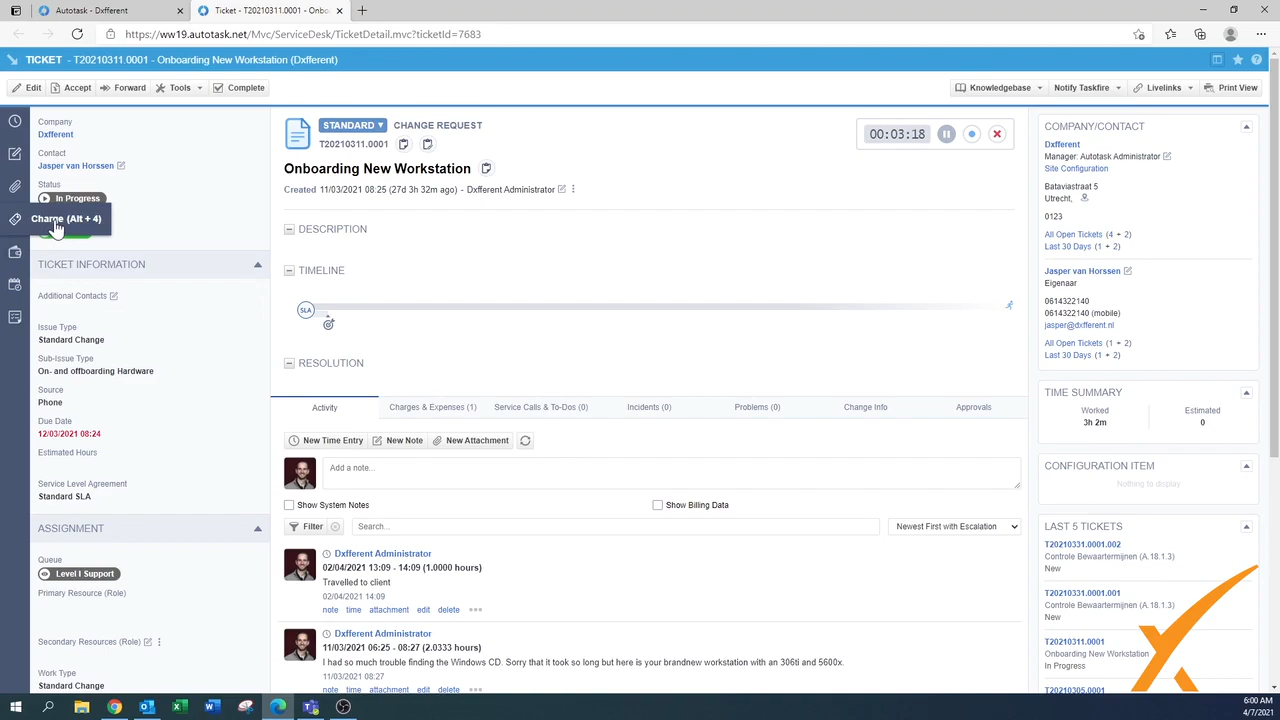 Autotask - Dxfferent
Ticket - T20210311.0001 - Onbo
https://ww19.autotask.net/Mvc/ServiceDesk/TicketDetail.mvc?ticketId=7683
TICKET - T20210311.0001 - Onboarding New Workstation (Dxfferent)
Edit Accept Forward Tools Complete Knowledgebase Notify Taskfire Livelinks Print View
Company
Dxfferent
Contact
Jasper van Horssen
Status
In Progress
Charge (Alt + 4)
TICKET INFORMATION
Additional Contacts
Issue Type
Standard Change
Sub-Issue Type
On- and offboarding Hardware
Source
Phone
Due Date
12/03/2021 08:24
Estimated Hours
Service Level Agreement
Standard SLA
ASSIGNMENT
Queue
Level I Support
Primary Resource (Role)
Secondary Resources (Role)
Work Type
Standard Change
STANDARD CHANGE REQUEST
T20210311.0001
Onboarding New Workstation
Created 11/03/2021 08:25 (27d 3h 32m ago) - Dxfferent Administrator
00:03:18
DESCRIPTION
TIMELINE
SLA
RESOLUTION
Activity Charges & Expenses (1) Service Calls & To-Dos (0) Incidents (0) Problems (0) Change Info Approvals
New Time Entry New Note New Attachment
Add a note...
Show System Notes Show Billing Data
Filter Search... Newest First with Escalation
Dxfferent Administrator
02/04/2021 13:09 - 14:09 (1.0000 hours)
Travelled to client
02/04/2021 14:09
note time attachment edit delete
Dxfferent Administrator
11/03/2021 06:25 - 08:27 (2.0333 hours)
I had so much trouble finding the Windows CD. Sorry that it took so long but here is your brandnew workstation with an 306ti and 5600x.
11/03/2021 08:27
note time attachment edit delete
COMPANY/CONTACT
Dxfferent
Manager: Autotask Administrator
Site Configuration
Bataviastraat 5
Utrecht,
0123
All Open Tickets (4 + 2)
Last 30 Days (1 + 2)
Jasper van Horssen
Eigenaar
0614322140
0614322140 (mobile)
jasper@dxfferent.nl
All Open Tickets (1 + 2)
Last 30 Days (1 + 2)
TIME SUMMARY
Worked Estimated
3h 2m 0
CONFIGURATION ITEM
Nothing to display
LAST 5 TICKETS
T20210331.0001.002
Controle Bewaartermijnen (A.18.1.3)
New
T20210331.0001.001
Controle Bewaartermijnen (A.18.1.3)
New
T20210311.0001
Onboarding New Workstation
In Progress
T20210305.0001
6:00 AM
4/7/2021